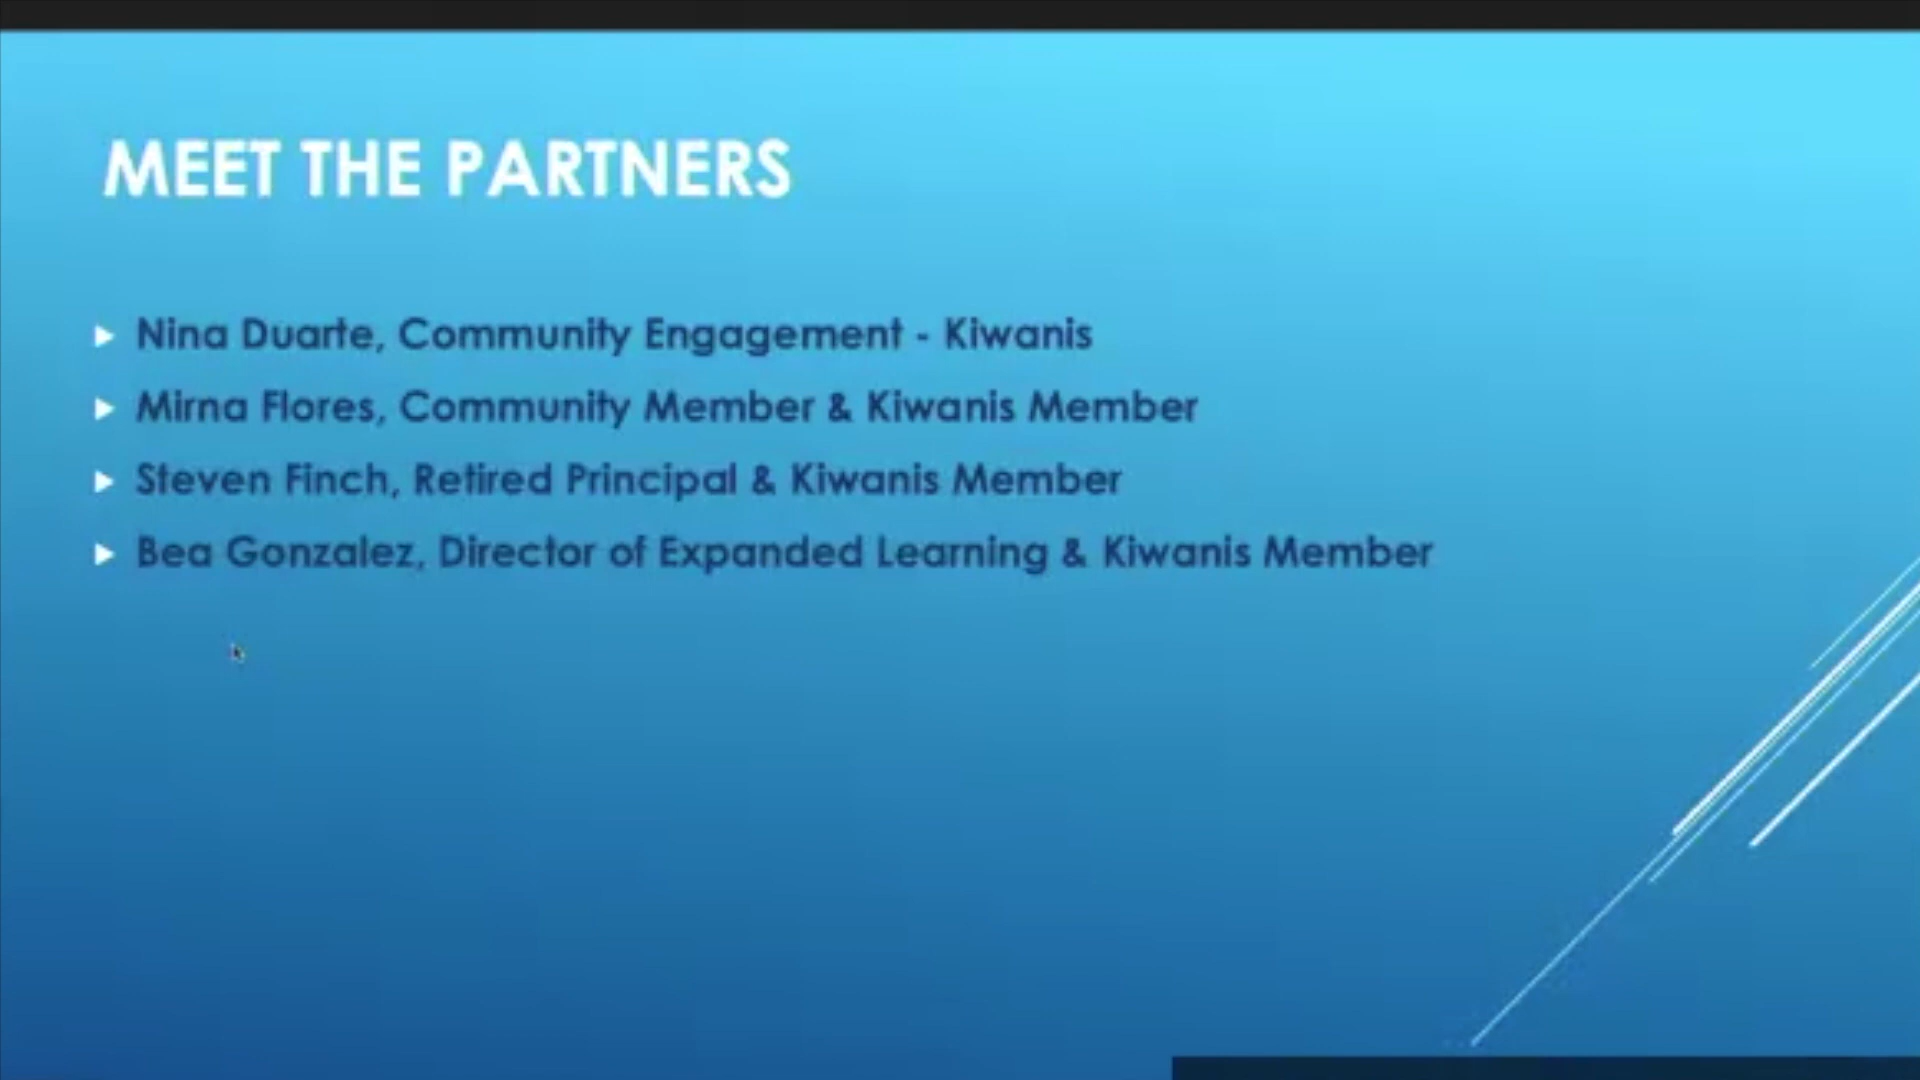 MEET THE PARTNERS
Nina Duarte, Community Engagement - Kiwanis
Mirna Flores, Community Member & Kiwanis Member
Steven Finch, Retired Principal & Kiwanis Member
Bea Gonzalez, Director of Expanded Learning & Kiwanis Member